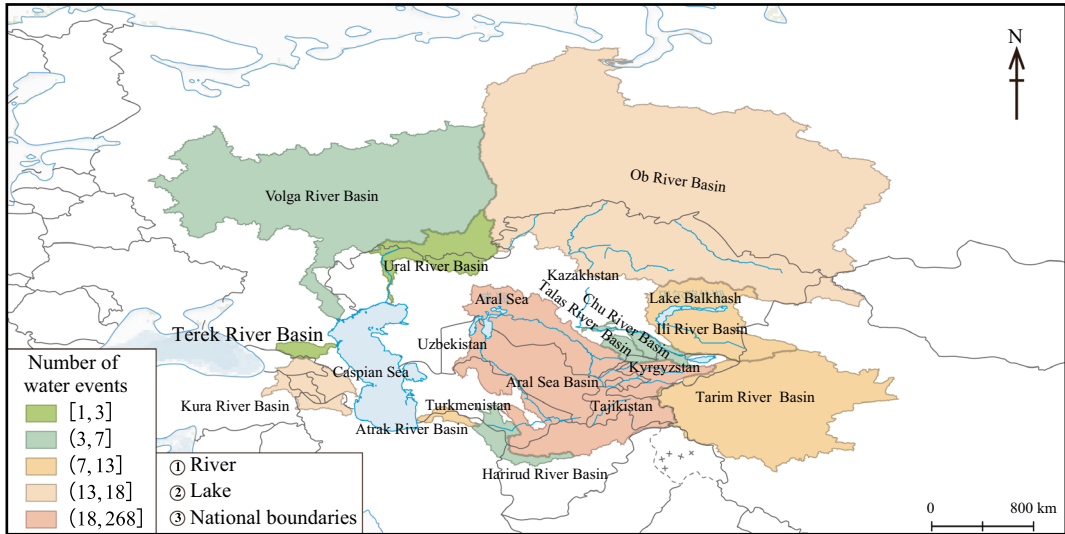 N
Volga River Basin
Ob River Basin
Ural River Basin
Kazakhstan
Aral Sea
Lake Balkhash
Talas River Basin
Chu River Basin
Ili River Basin
Terek River Basin
Uzbekistan
Caspian Sea
Kyrgyzstan
Aral Sea Basin
Tarim River Basin
Kura River Basin
Turkmenistan
Tajikistan
Atrak River Basin
Harirud River Basin
Number of
water events
[1, 3]
(3, 7]
(7, 13]
(13, 18]
(18, 268]
① River
② Lake
③ National boundaries
0 800 km